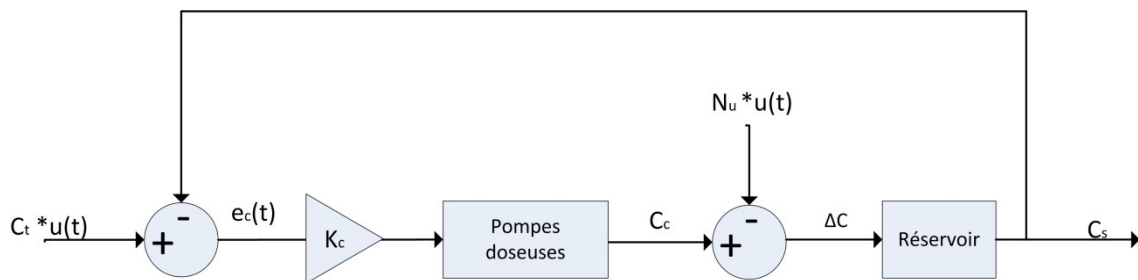 Nu *u(t)
Ct *u(t)
-
+
ec(t)
Kc
Pompes
doseuses
Cc
-
+
ΔC
Réservoir
Cs